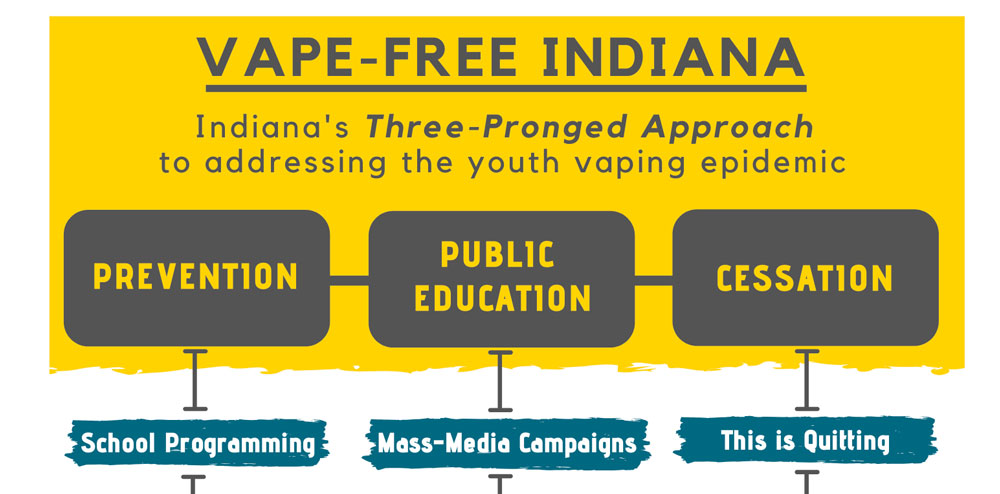 VAPE-FREE INDIANA
Indiana's Three-Pronged Approach
to addressing the youth vaping epidemic
PREVENTION
PUBLIC
EDUCATION
CESSATION
School Programming
Mass-Media Campaigns
This is Quitting